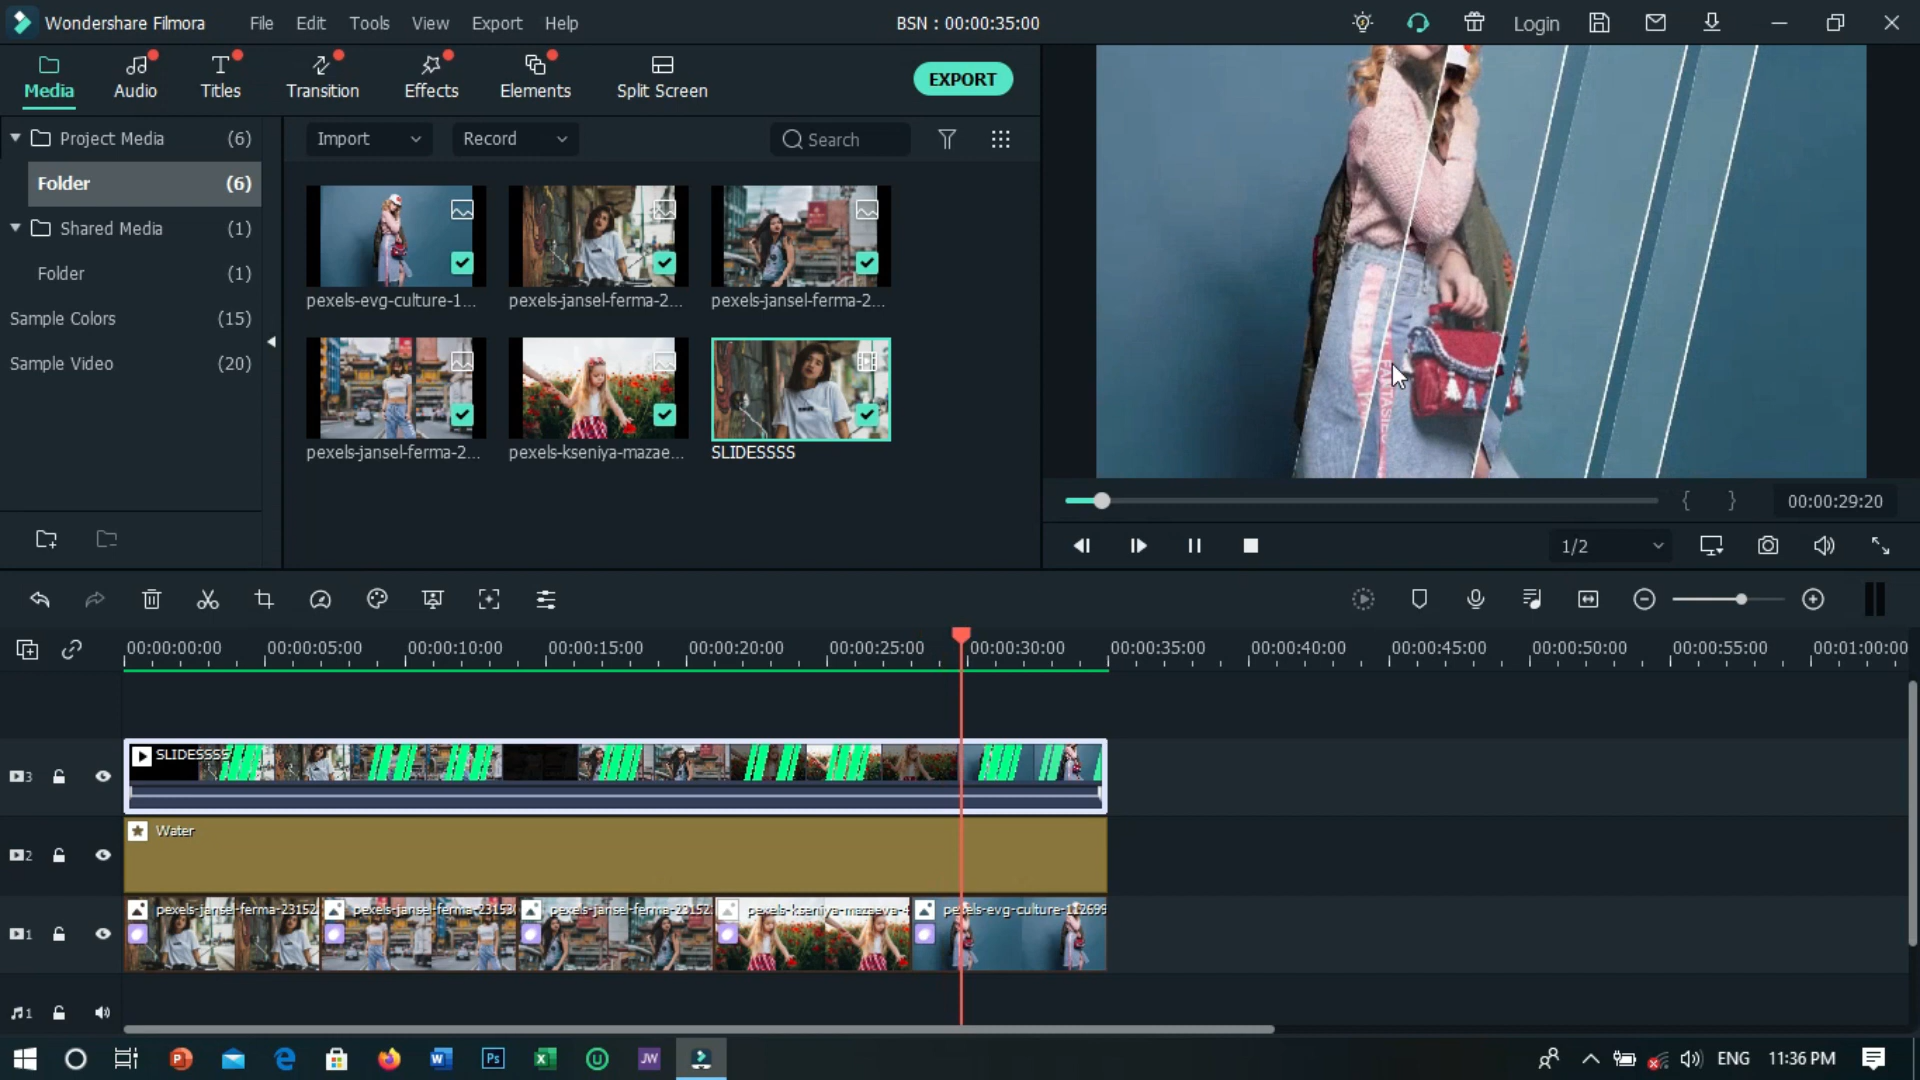 Wondershare Filmora File Edit Tools View Export Help BSN : 00:00:35:00 Login
Media Audio Titles Transition Effects Elements Split Screen EXPORT
Project Media (6) Import Record Search
Folder (6)
Shared Media (1)
Folder (1)
Sample Colors (15)
Sample Video (20)
pexels-evg-culture-1... pexels-jansel-ferma-2... pexels-jansel-ferma-2...
pexels-jansel-ferma-2... pexels-kseniya-mazae... SLIDESSSS
{ } 00:00:29:20
1/2
00:00:00:00 00:00:05:00 00:00:10:00 00:00:15:00 00:00:20:00 00:00:25:00 00:00:30:00 00:00:35:00 00:00:40:00 00:00:45:00 00:00:50:00 00:00:55:00 00:01:00:00
SLIDESSSS
3
Water
2
pexels-jansel-ferma-23152 pexels-jansel-ferma-23153 pexels-jansel-ferma-23152 pexels-kseniya-mazaeva-4 pexels-evg-culture-112699
1
1
ENG 11:36 PM